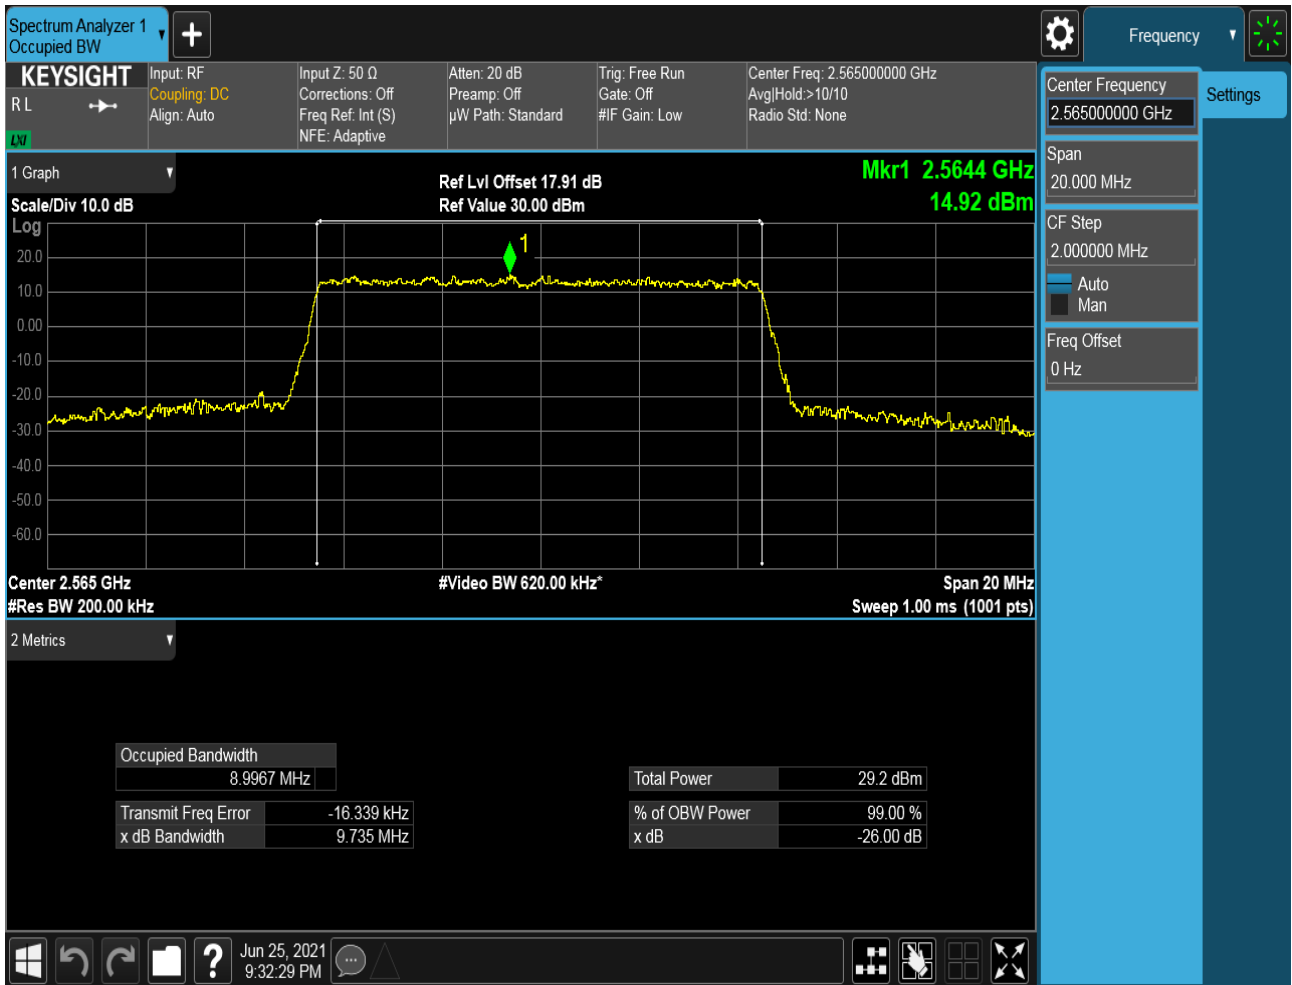 Spectrum Analyzer 1
Occupied BW
Frequency
KEYSIGHT
R L
LXI
Input: RF
Coupling: DC
Align: Auto
Input Z: 50 Ω
Corrections: Off
Freq Ref: Int (S)
NFE: Adaptive
Atten: 20 dB
Preamp: Off
µW Path: Standard
Trig: Free Run
Gate: Off
#IF Gain: Low
Center Freq: 2.565000000 GHz
Avg|Hold:>10/10
Radio Std: None
Center Frequency
2.565000000 GHz
Settings
Span
20.000 MHz
CF Step
2.000000 MHz
Auto
Man
Freq Offset
0 Hz
1 Graph
Scale/Div 10.0 dB
Log
Ref Lvl Offset 17.91 dB
Ref Value 30.00 dBm
Mkr1 2.5644 GHz
14.92 dBm
1
20.0
10.0
0.00
-10.0
-20.0
-30.0
-40.0
-50.0
-60.0
Center 2.565 GHz
#Res BW 200.00 kHz
#Video BW 620.00 kHz*
Span 20 MHz
Sweep 1.00 ms (1001 pts)
2 Metrics
Occupied Bandwidth
8.9967 MHz
Transmit Freq Error -16.339 kHz
x dB Bandwidth 9.735 MHz
Total Power 29.2 dBm
% of OBW Power 99.00 %
x dB -26.00 dB
?
Jun 25, 2021
9:32:29 PM